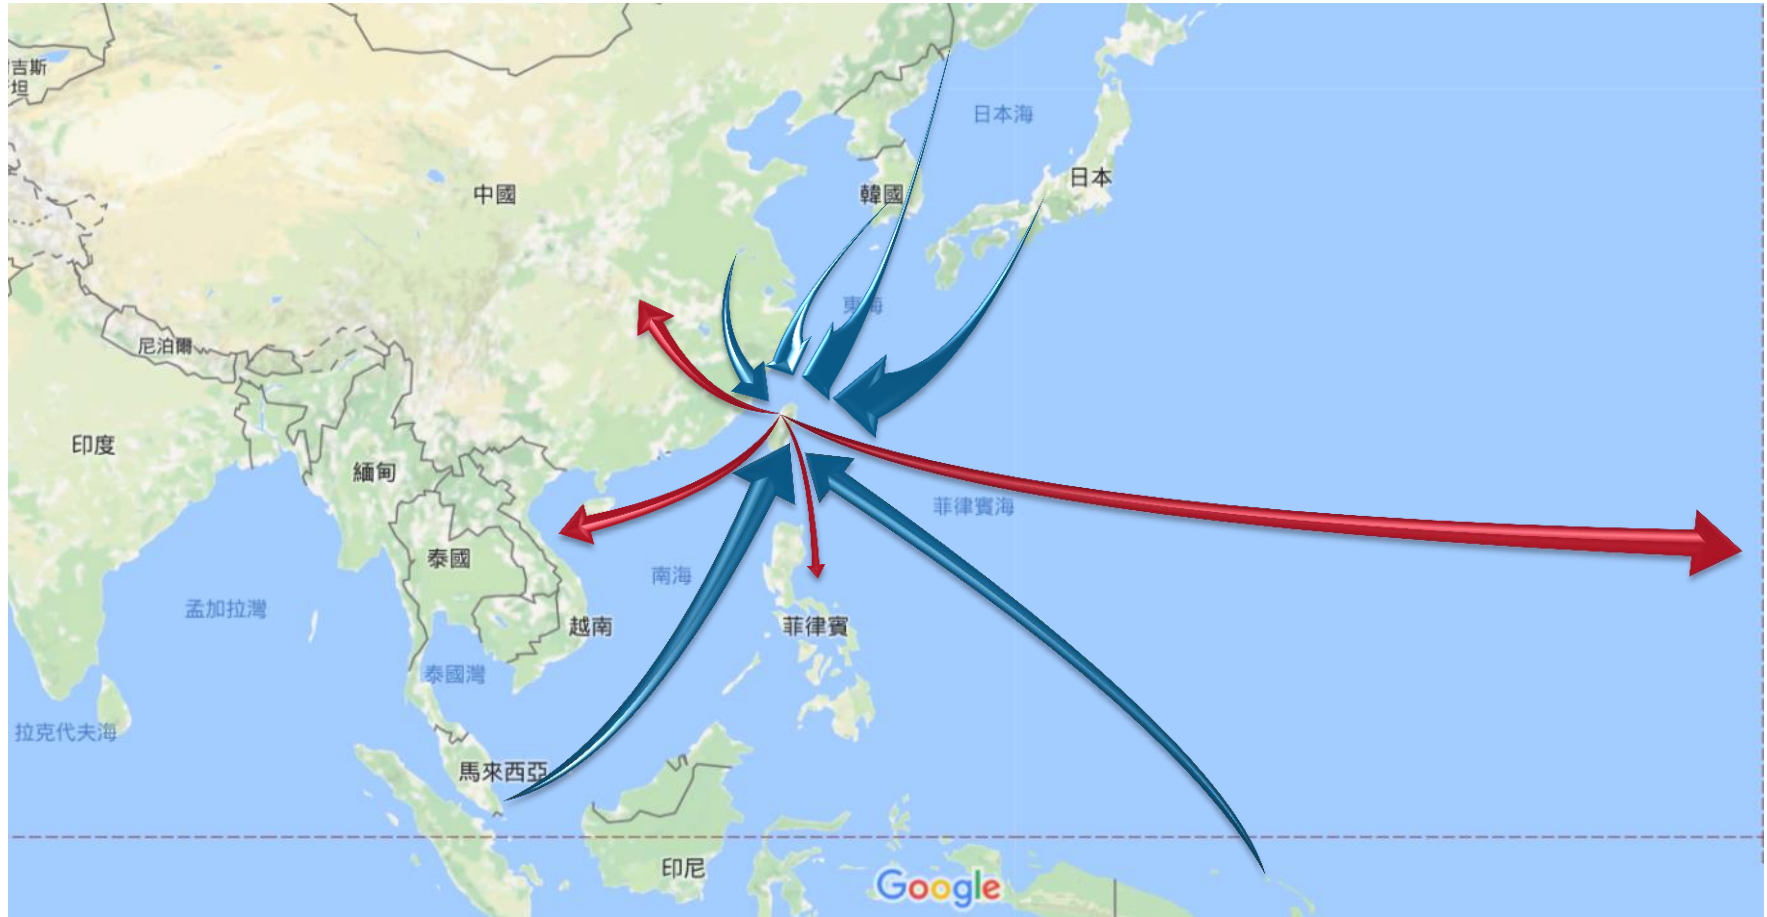 吉斯
坦
日本海
中國
韓國
日本
東海
尼泊爾
印度
緬甸
菲律賓海
泰國
南海
孟加拉灣
越南
菲律賓
泰國灣
拉克代夫海
馬來西亞
印尼
Google